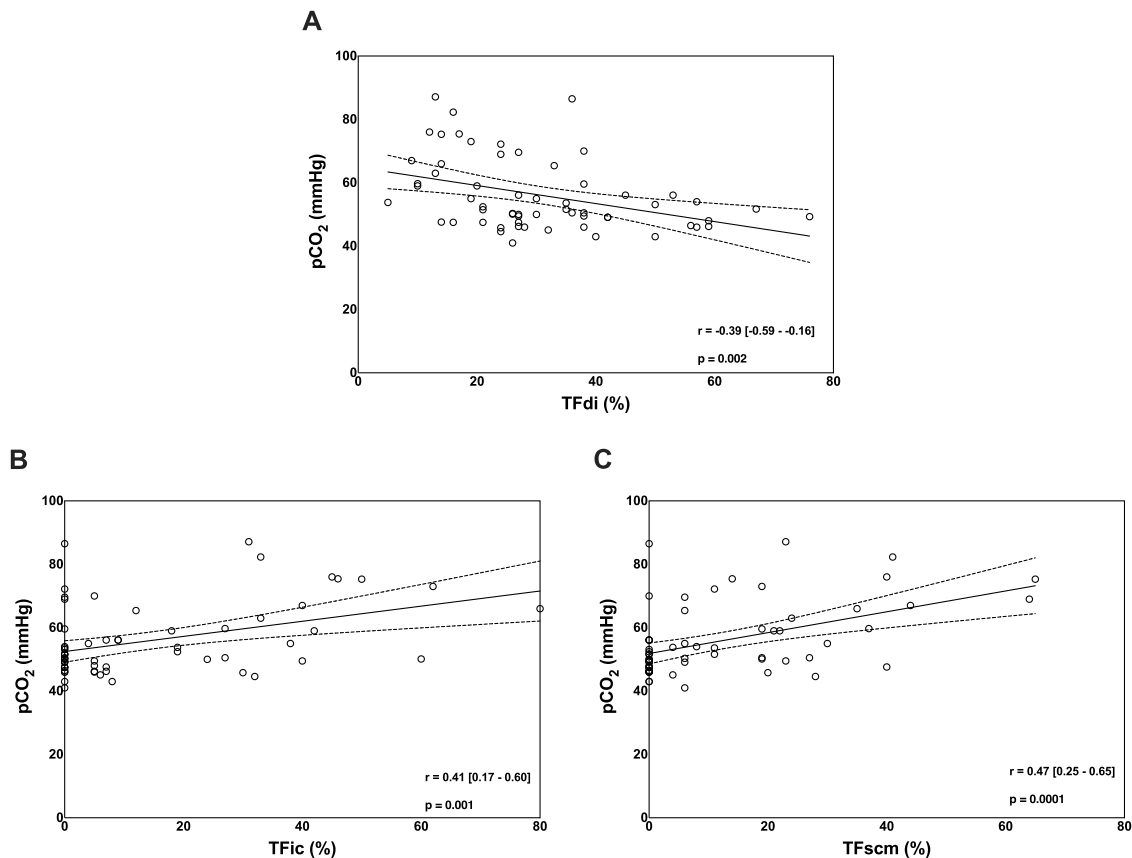 A
100
80
60
40
20
0
pCO₂ (mmHg)
r = -0.39 [-0.59 - -0.16]
p = 0.002
0 20 40 60 80
TFdi (%)
B
100
80
60
40
20
0
pCO₂ (mmHg)
r = 0.41 [0.17 - 0.60]
p = 0.001
0 20 40 60 80
TFic (%)
C
100
80
60
40
20
0
pCO₂ (mmHg)
r = 0.47 [0.25 - 0.65]
p = 0.0001
0 20 40 60 80
TFscm (%)